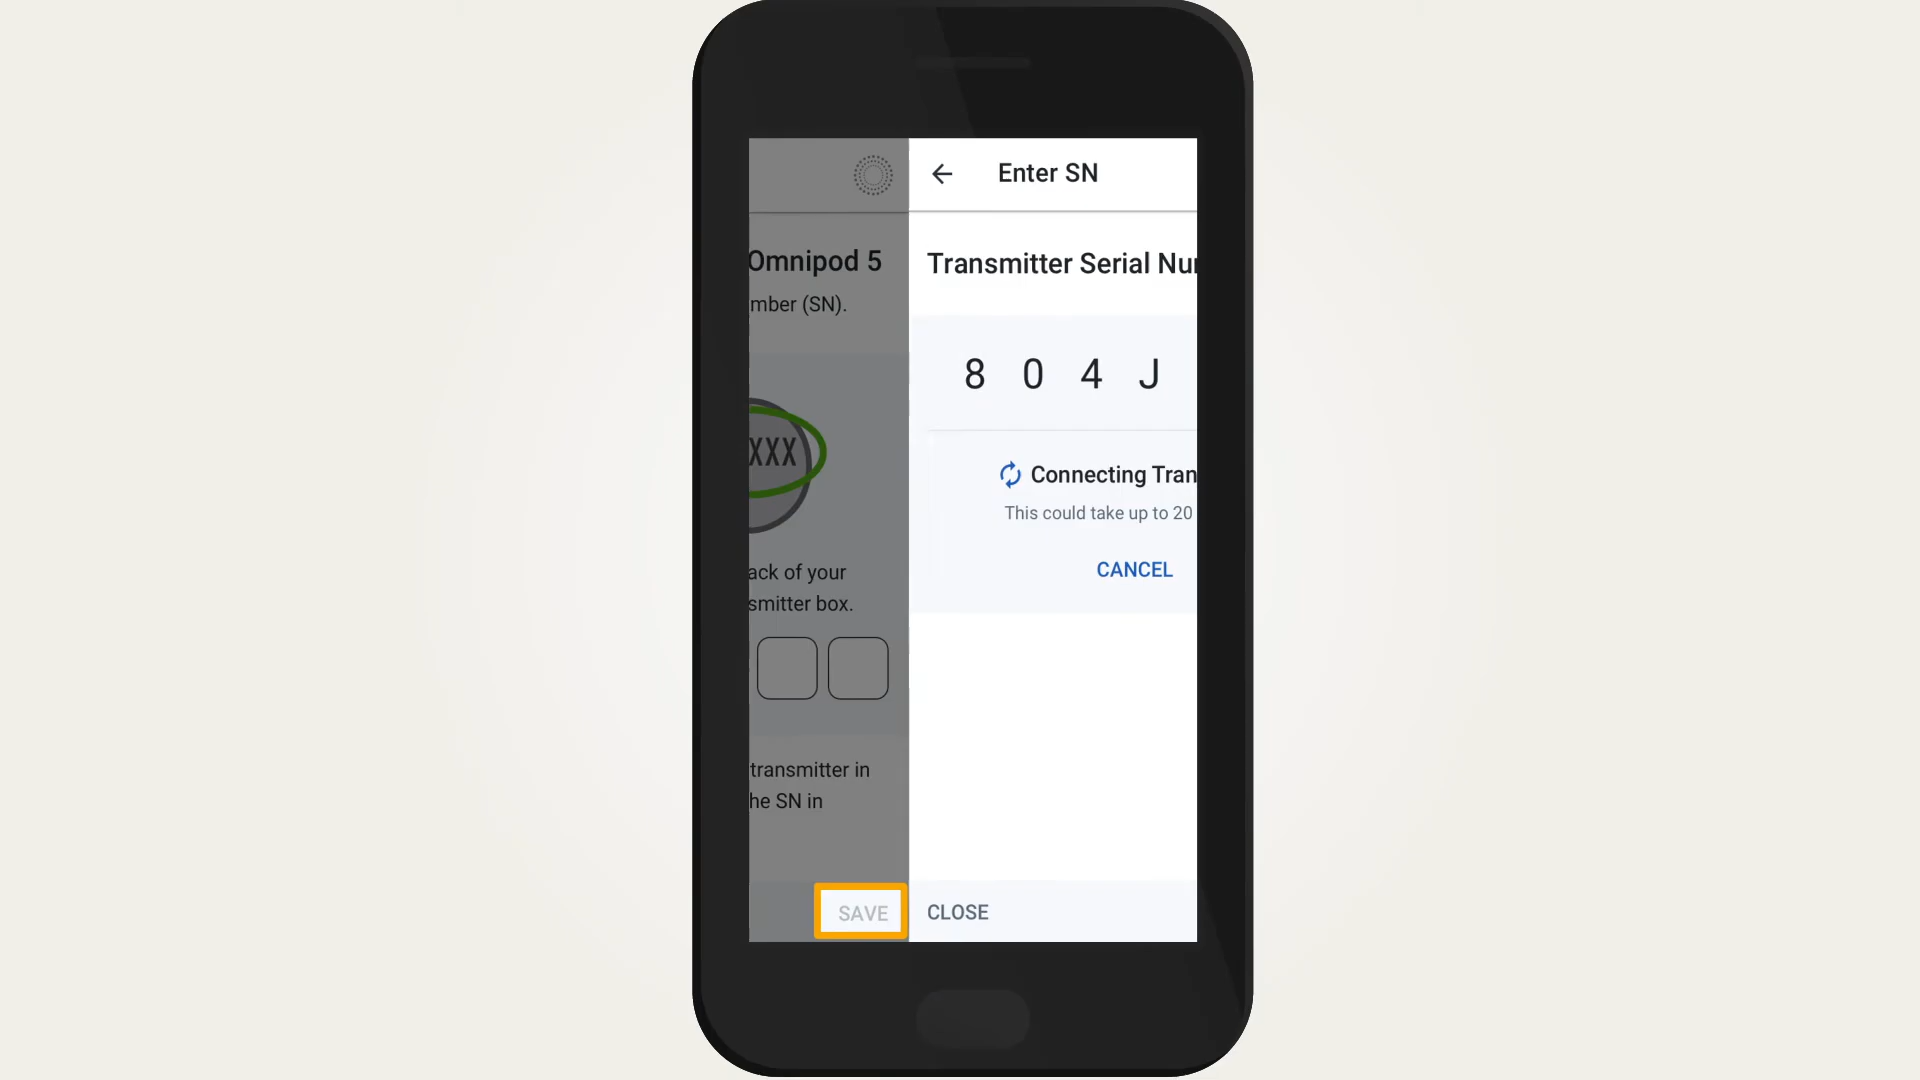 Omnipod 5
mber (SN).
XXX
ack of your
smitter box.
transmitter in
he SN in
SAVE
Enter SN
Transmitter Serial Nu
8 0 4 J
Connecting Tran
This could take up to 20
CANCEL
CLOSE